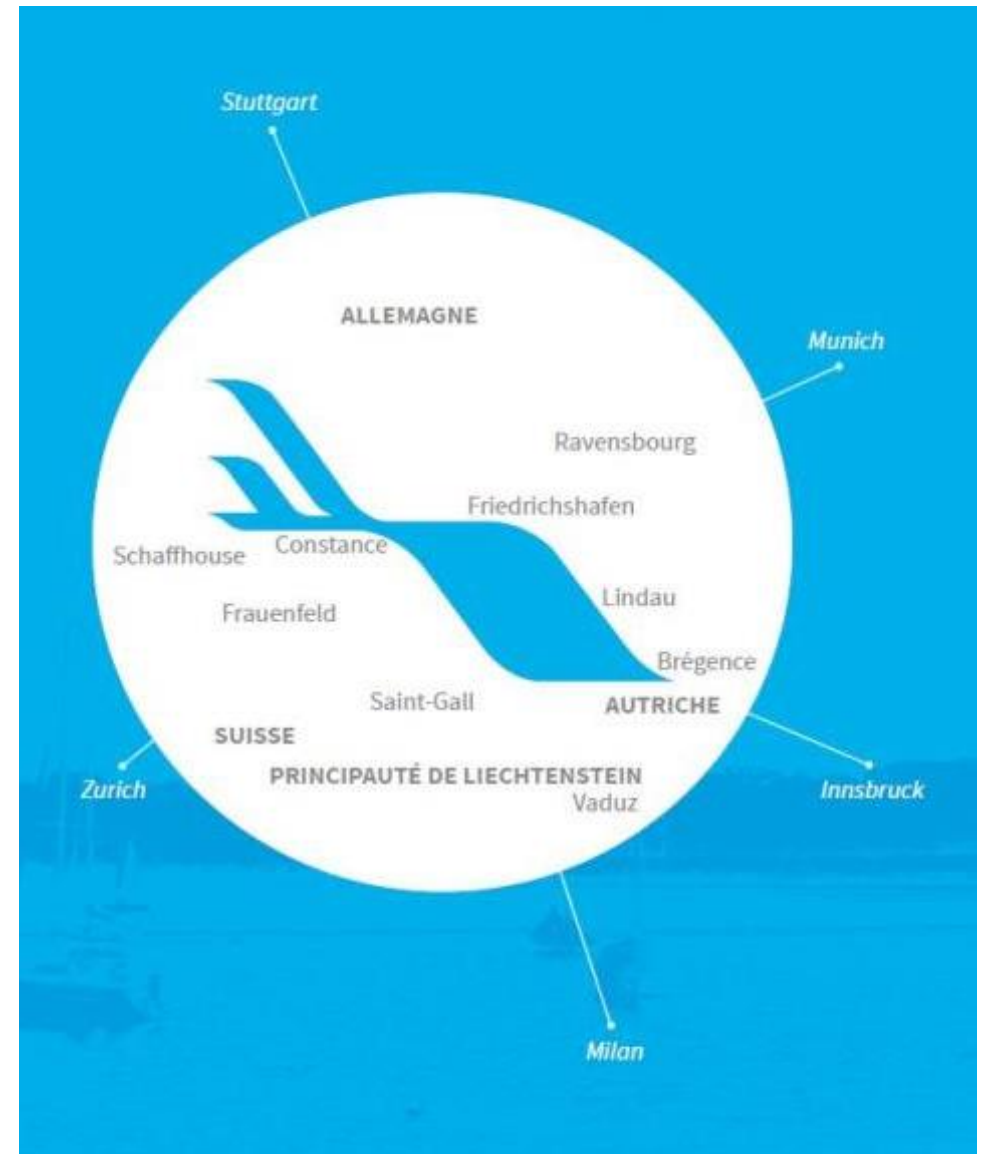 Stuttgart
ALLEMAGNE
Munich
Ravensbourg
Friedrichshafen
Constance
Schaffhouse
Lindau
Frauenfeld
Brégence
Saint-Gall
AUTRICHE
SUISSE
PRINCIPAUTÉ DE LIECHTENSTEIN
Zurich
Innsbruck
Vaduz
Milan